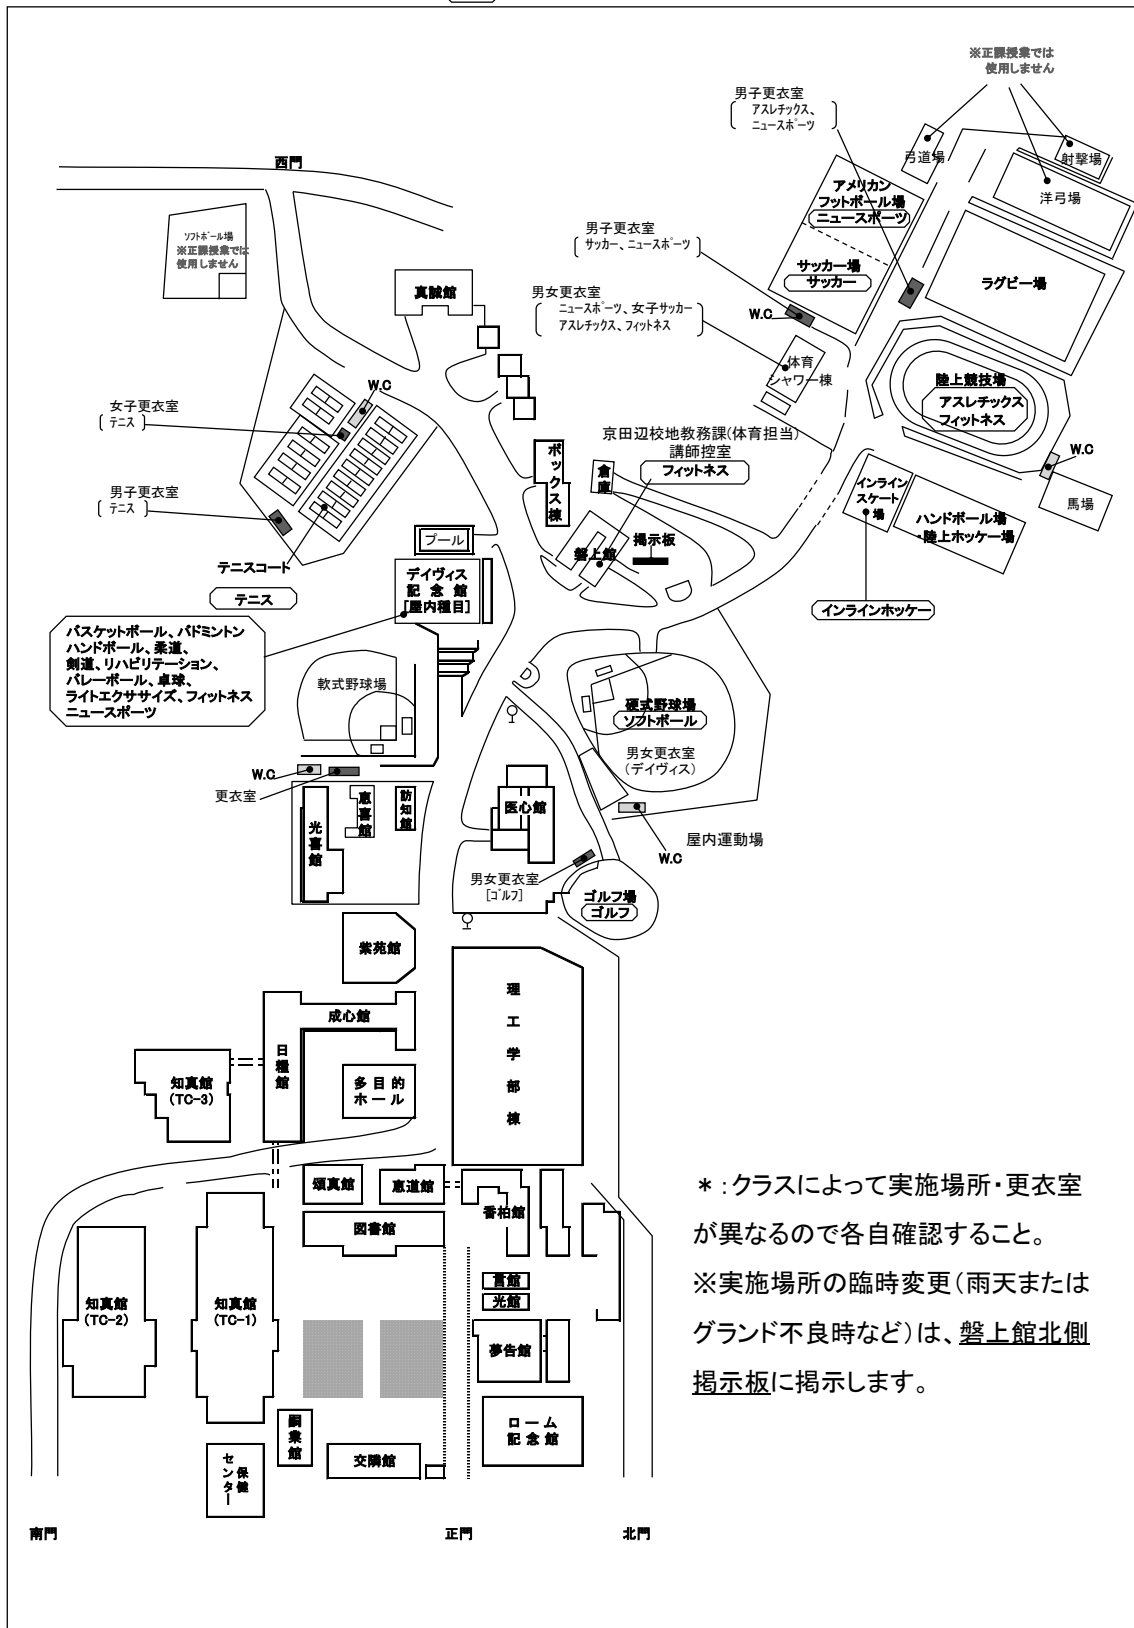 ※正課授業では
使用しません
男子更衣室
アスレチックス、
ニュースポーツ
弓道場
射撃場
洋弓場
西門
アメリカン
フットボール場
ニュースポーツ
ソフトボール場
※正課授業では
使用しません
男子更衣室
サッカー、ニュースポーツ
サッカー場
サッカー
ラグビー場
真誠館
男女更衣室
ニュースポーツ、女子サッカー
アスレチックス、フィットネス
W.C
体育
シャワー棟
陸上競技場
アスレチックス
フィットネス
W.C
女子更衣室
テニス
京田辺校地教務課(体育担当)
講師控室
フィットネス
ボックス棟
倉庫
W.C
インライン
スケート
場
馬場
男子更衣室
テニス
ハンドボール場
・陸上ホッケー場
プール
掲示板
磐上館
テニスコート
テニス
デイヴィス
記念館
[屋内種目]
インラインホッケー
バスケットボール、バドミントン
ハンドボール、柔道、
剣道、リハビリテーション、
バレーボール、卓球、
ライトエクササイズ、フィットネス
ニュースポーツ
軟式野球場
硬式野球場
ソフトボール
男女更衣室
(デイヴィス)
W.C
更衣室
恵喜館
訪知館
光喜館
医心館
屋内運動場
W.C
男女更衣室
[ゴルフ]
ゴルフ場
ゴルフ
紫苑館
理工学部棟
成心館
日糧館
知真館
(TC-3)
多目的
ホール
頌真館
恵道館
香柏館
図書館
*:クラスによって実施場所・更衣室
が異なるので各自確認すること。
※実施場所の臨時変更(雨天または
グランド不良時など)は、磐上館北側
掲示板に掲示します。
言館
光館
知真館
(TC-2)
知真館
(TC-1)
夢告館
嗣業館
ローム
記念館
交隣館
保健
センター
南門
正門
北門